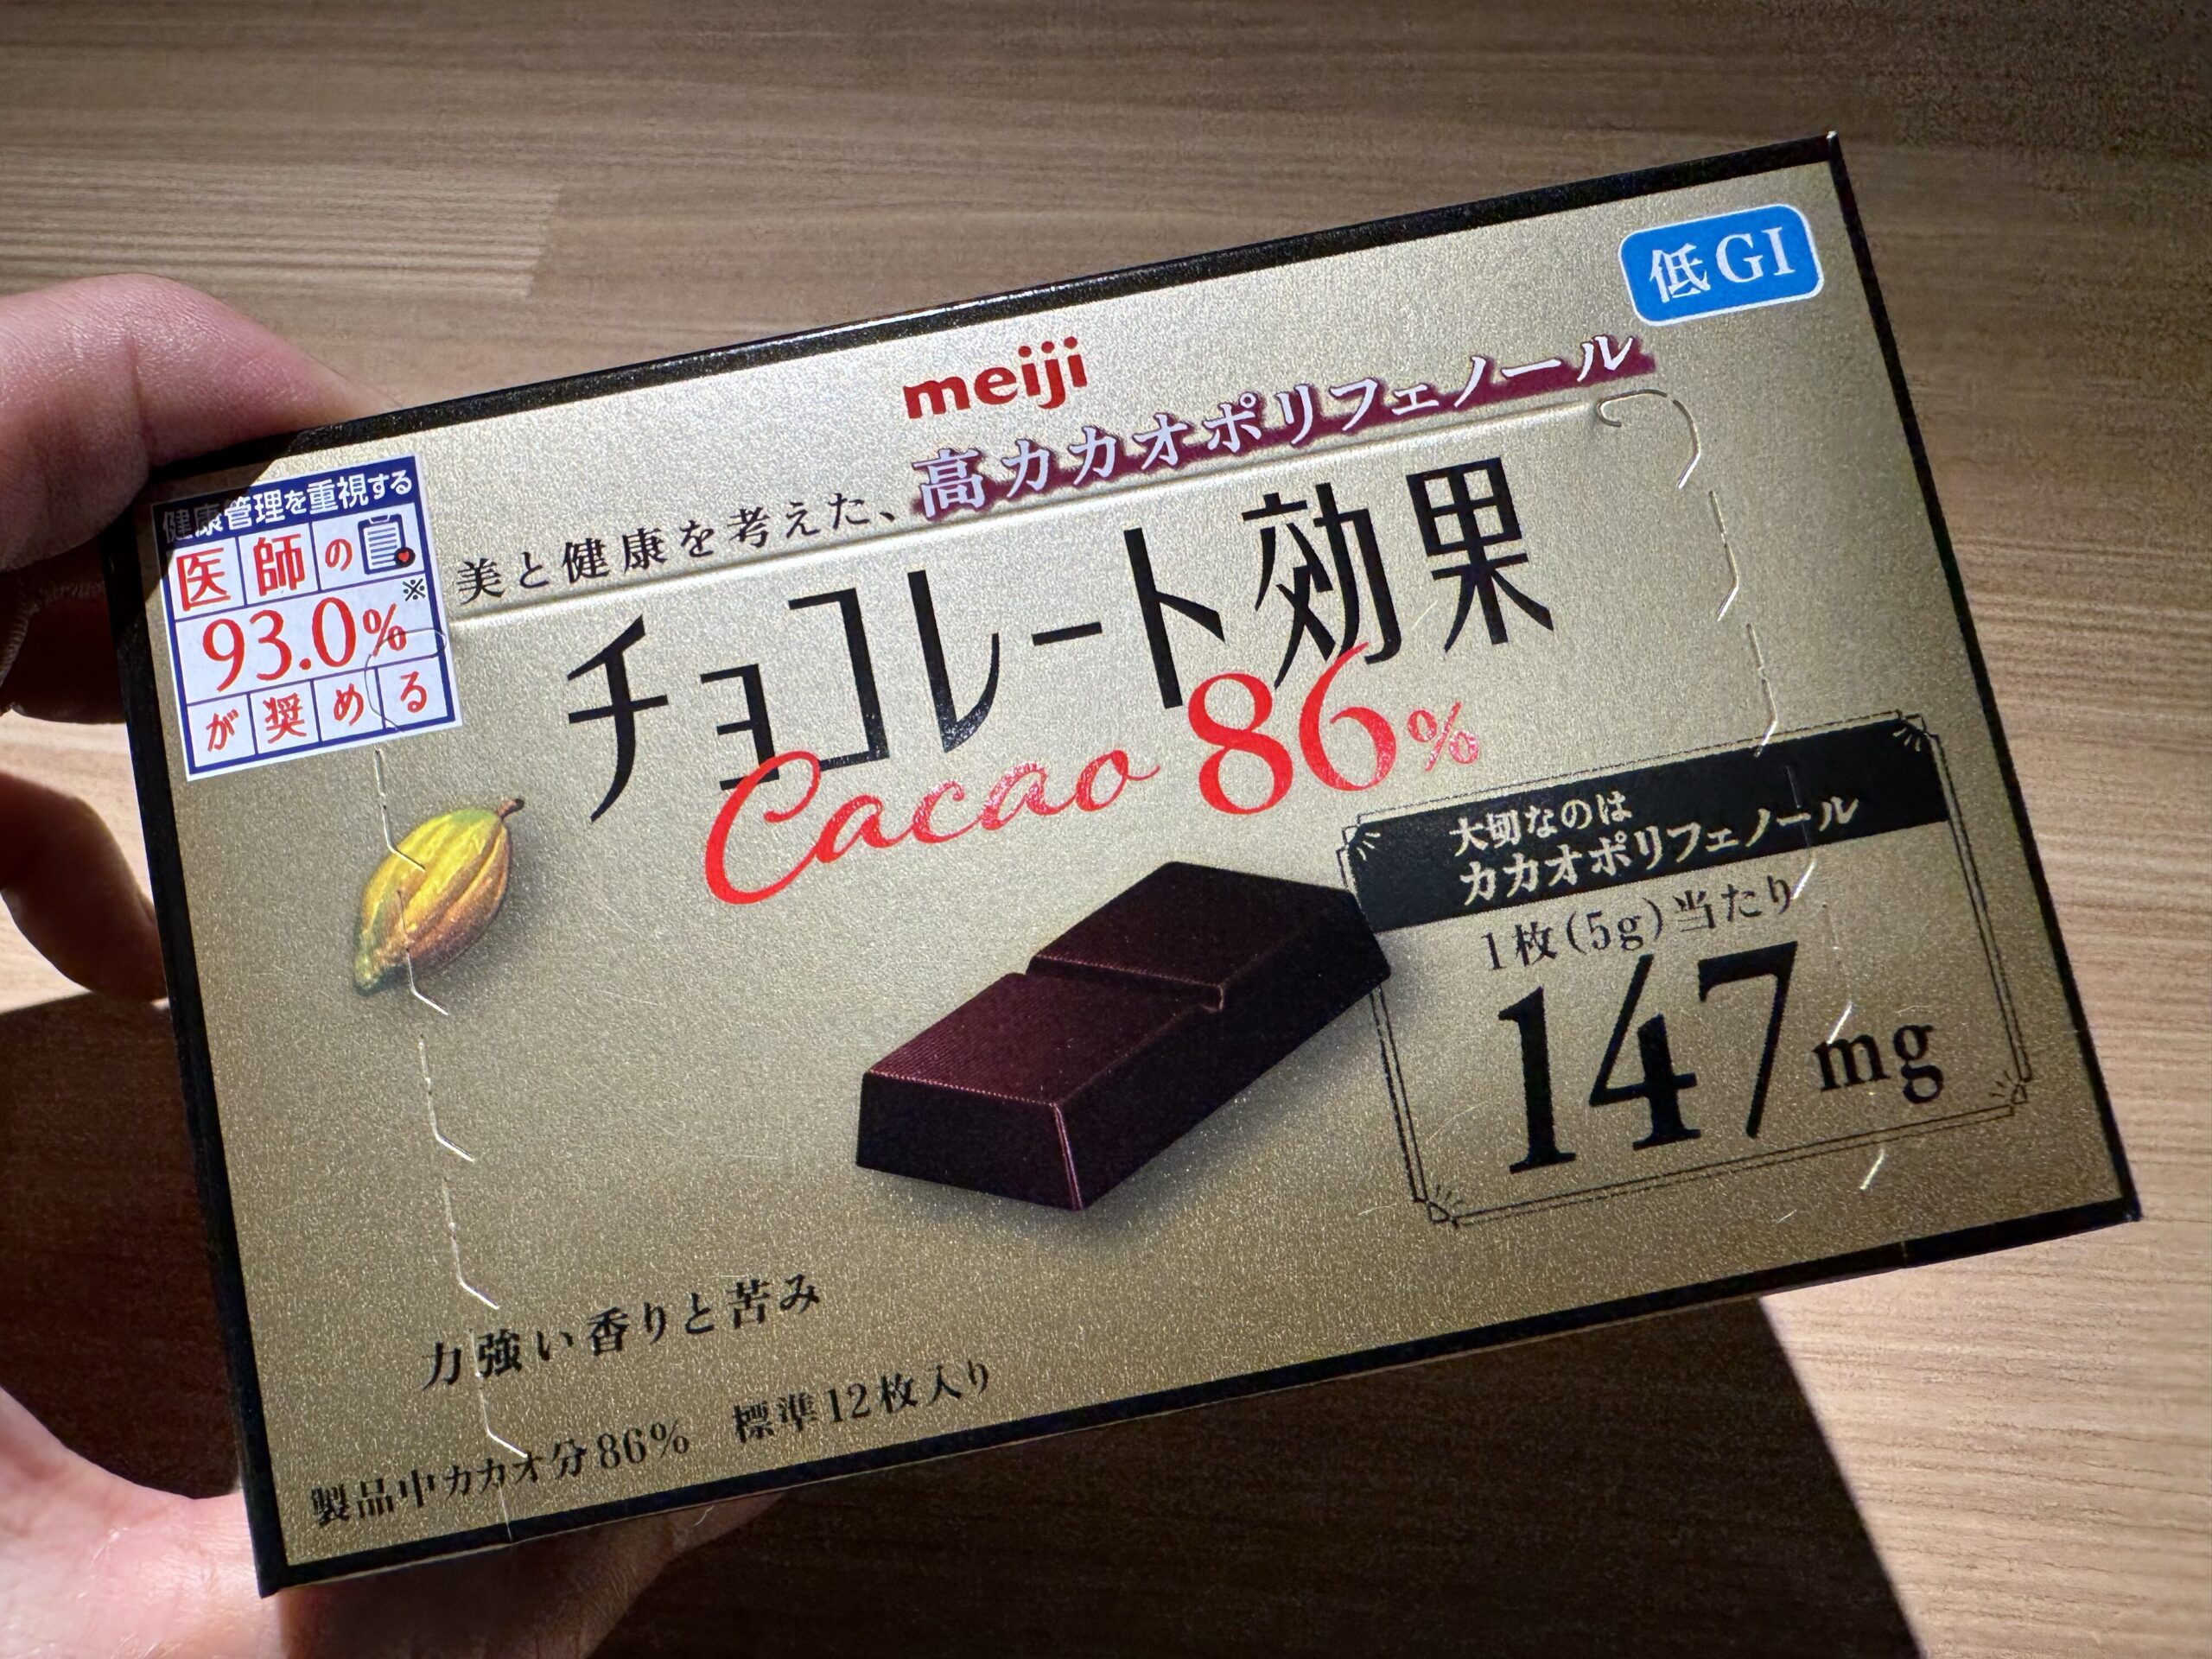 低GI
meiji
健康管理を重視する
医師の
93.0%※
が奨める
美と健康を考えた、高カカオポリフェノール
チョコレート効果
Cacao 86%
大切なのは
カカオポリフェノール
1枚(5g)当たり
147mg
力強い香りと苦み
製品中カカオ分86% 標準12枚入り